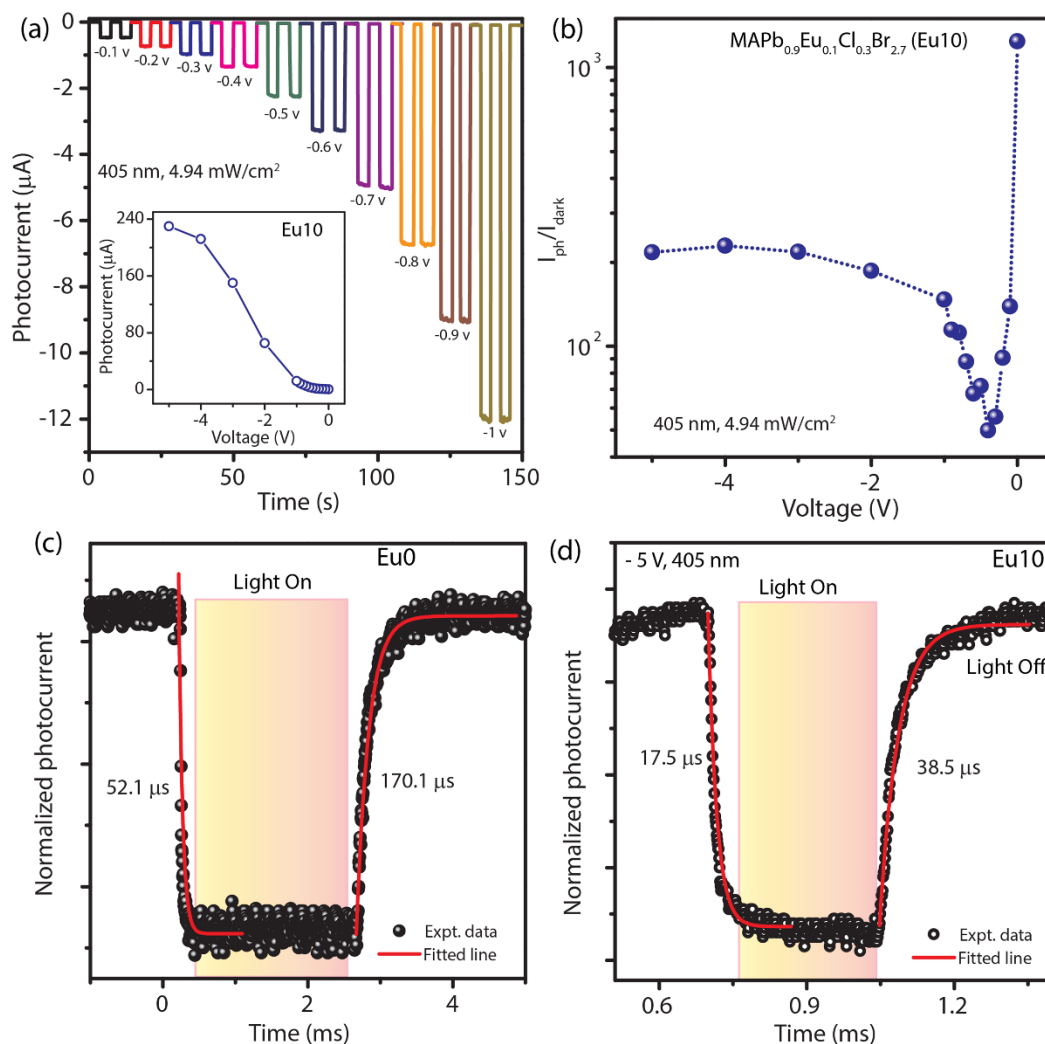 (a)
0
-2
-4
-6
-8
-10
-12
Photocurrent (μA)
-0.1 v
-0.2 v
-0.3 v
-0.4 v
-0.5 v
-0.6 v
-0.7 v
-0.8 v
-0.9 v
-1 v
405 nm, 4.94 mW/cm²
Eu10
240
160
80
0
Photocurrent (μA)
-4 -2 0
Voltage (V)
0 50 100 150
Time (s)
(b)
MAPb₀.₉Eu₀.₁Cl₀.₃Br₂.₇ (Eu10)
10³
10²
Iₚₕ/I_dark
405 nm, 4.94 mW/cm²
-4 -2 0
Voltage (V)
(c)
Eu0
Light On
52.1 μs
170.1 μs
Expt. data
Fitted line
Normalized photocurrent
0 2 4
Time (ms)
(d)
- 5 V, 405 nm
Eu10
Light On
Light Off
17.5 μs
38.5 μs
Expt. data
Fitted line
Normalized photocurrent
0.6 0.9 1.2
Time (ms)